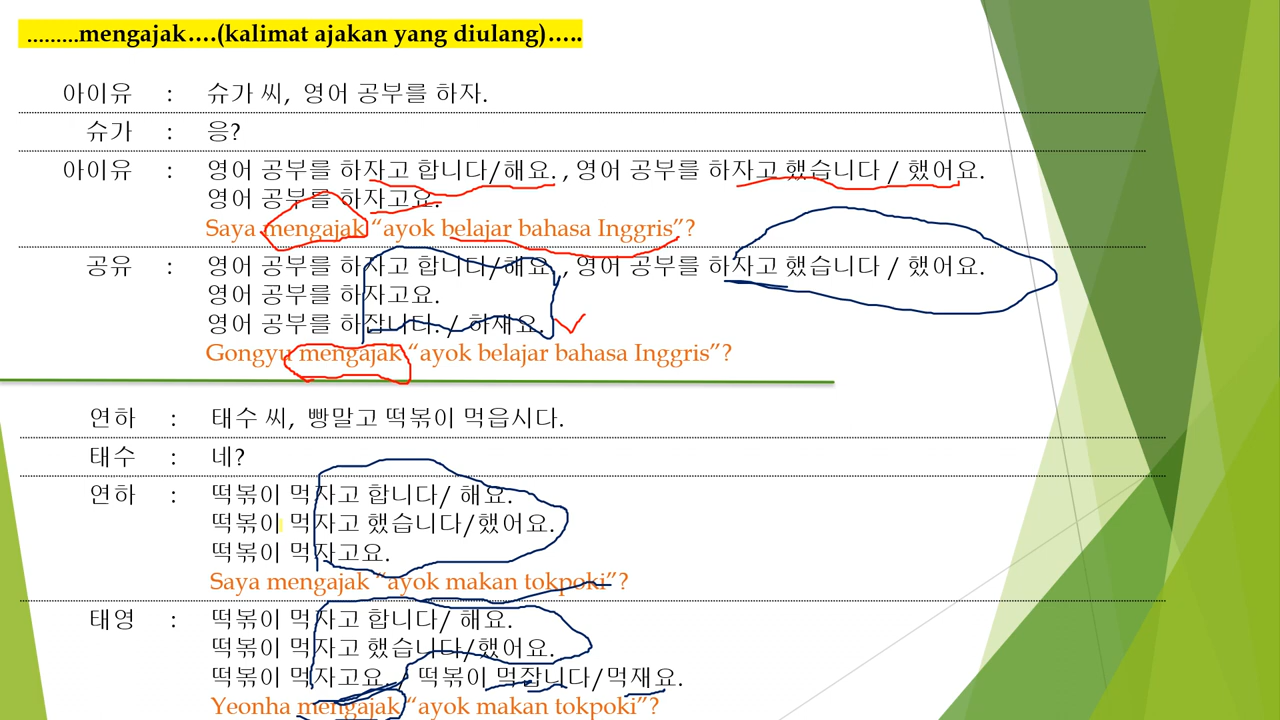 .........mengajak....(kalimat ajakan yang diulang).....
아이유 : 슈가 씨, 영어 공부를 하자.
슈가 : 응?
아이유 : 영어 공부를 하자고 합니다/해요. , 영어 공부를 하자고 했습니다 / 했어요.
영어 공부를 하자고요.
Saya mengajak “ayok belajar bahasa Inggris”?
공유 : 영어 공부를 하자고 합니다/해요. , 영어 공부를 하자고 했습니다 / 했어요.
영어 공부를 하자고요.
영어 공부를 하잡니다. / 하재요.
Gongyu mengajak “ayok belajar bahasa Inggris”?
연하 : 태수 씨, 빵말고 떡볶이 먹읍시다.
태수 : 네?
연하 : 떡볶이 먹자고 합니다/ 해요.
떡볶이 먹자고 했습니다/했어요.
떡볶이 먹자고요.
Saya mengajak “ayok makan tokpoki”?
태영 : 떡볶이 먹자고 합니다/ 해요.
떡볶이 먹자고 했습니다/했어요.
떡볶이 먹자고요. 떡볶이 먹잡니다/먹재요.
Yeonha mengajak “ayok makan tokpoki”?